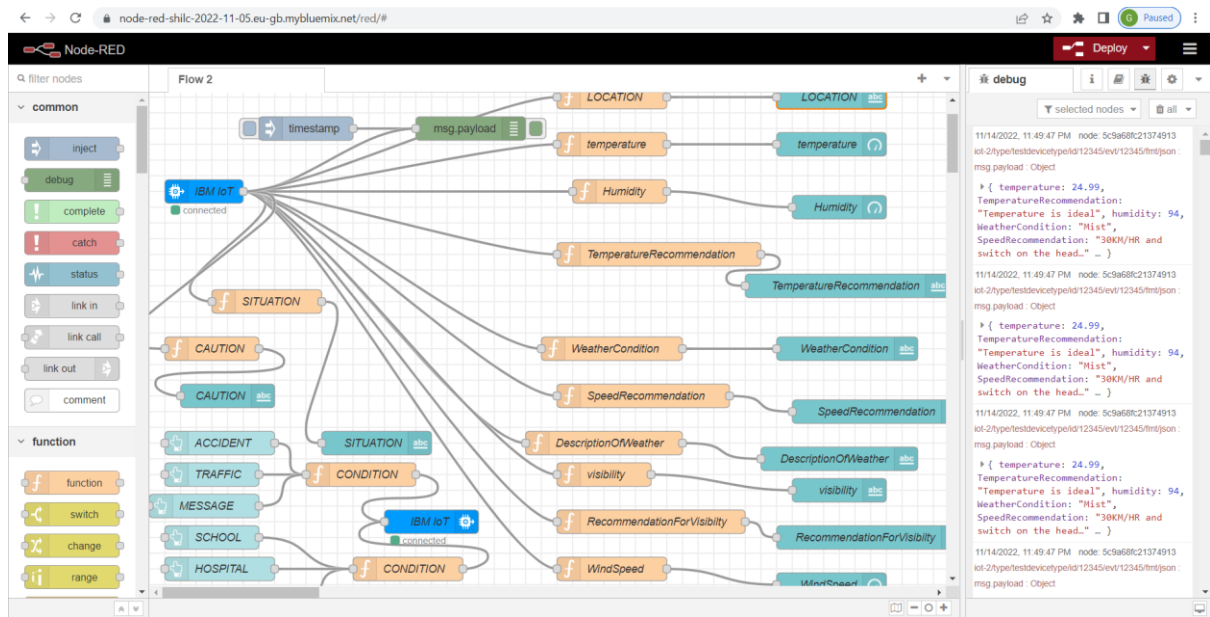 node-red-shilc-2022-11-05.eu-gb.mybluemix.net/red/#
G Paused
Node-RED
Deploy
filter nodes
Flow 2
debug
i
common
selected nodes
all
inject
debug
complete
catch
status
link in
link call
link out
comment
function
function
switch
change
range
timestamp
msg.payload
LOCATION
LOCATION abc
temperature
temperature
IBM IoT
connected
Humidity
Humidity
TemperatureRecommendation
TemperatureRecommendation abc
SITUATION
CAUTION
WeatherCondition
WeatherCondition abc
CAUTION abc
SpeedRecommendation
SpeedRecommendation
ACCIDENT
SITUATION abc
DescriptionOfWeather
DescriptionOfWeather abc
TRAFFIC
CONDITION
visibility
visibility abc
MESSAGE
IBM IoT
connected
RecommendationForVisibilty
RecommendationForVisibilty
SCHOOL
HOSPITAL
CONDITION
WindSpeed
WindSpeed
11/14/2022, 11:49:47 PM node: 5c9a68fc21374913
iot-2/type/testdevicetype/id/12345/evt/12345/fmt/json :
msg.payload : Object
{ temperature: 24.99,
TemperatureRecommendation:
"Temperature is ideal", humidity: 94,
WeatherCondition: "Mist",
SpeedRecommendation: "30KM/HR and
switch on the head…" … }
11/14/2022, 11:49:47 PM node: 5c9a68fc21374913
iot-2/type/testdevicetype/id/12345/evt/12345/fmt/json :
msg.payload : Object
{ temperature: 24.99,
TemperatureRecommendation:
"Temperature is ideal", humidity: 94,
WeatherCondition: "Mist",
SpeedRecommendation: "30KM/HR and
switch on the head…" … }
11/14/2022, 11:49:47 PM node: 5c9a68fc21374913
iot-2/type/testdevicetype/id/12345/evt/12345/fmt/json :
msg.payload : Object
{ temperature: 24.99,
TemperatureRecommendation:
"Temperature is ideal", humidity: 94,
WeatherCondition: "Mist",
SpeedRecommendation: "30KM/HR and
switch on the head…" … }
11/14/2022, 11:49:47 PM node: 5c9a68fc21374913
iot-2/type/testdevicetype/id/12345/evt/12345/fmt/json :
msg.payload : Object